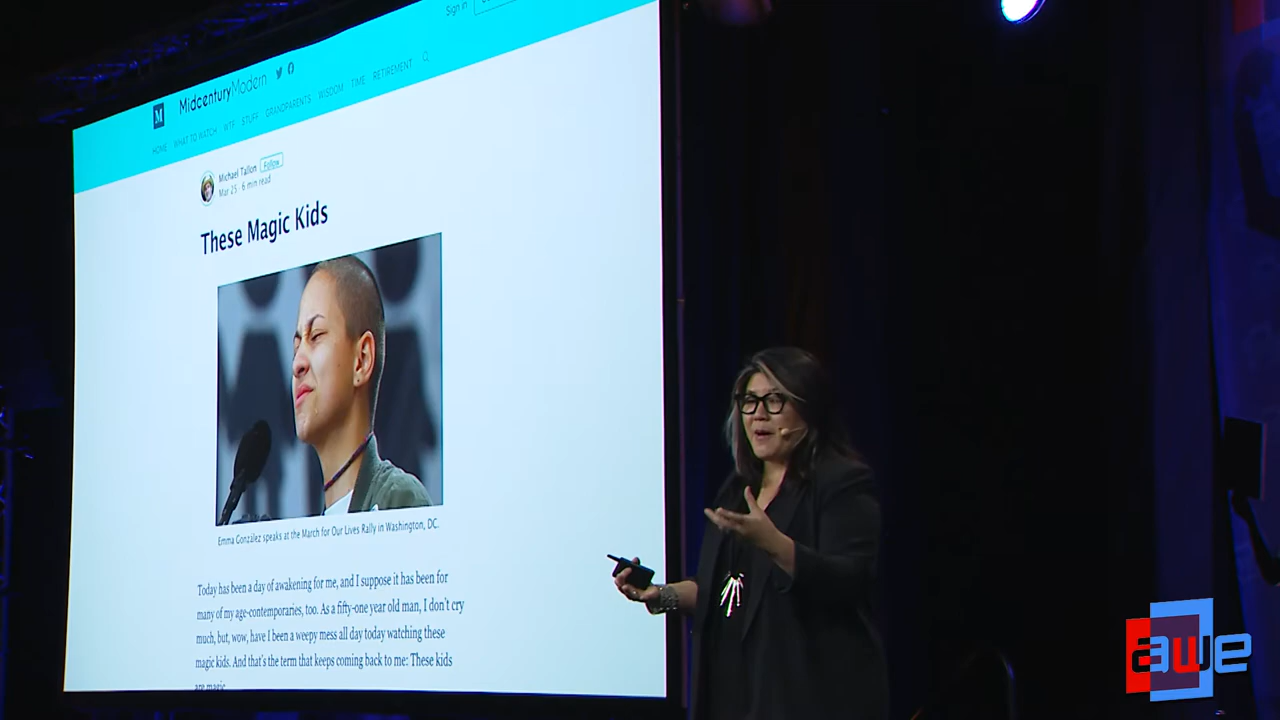 Sign in
M MidcenturyModern
HOME WHAT TO WATCH WTF STUFF GRANDPARENTS WISDOM TIME RETIREMENT
Michael Tallon Follow
Mar 25 · 6 min read
These Magic Kids
Emma Gonzalez speaks at the March for Our Lives Rally in Washington, DC.
Today has been a day of awakening for me, and I suppose it has been for
many of my age-contemporaries, too. As a fifty-one year old man, I don't cry
much, but, wow, have I been a weepy mess all day today watching these
magic kids. And that's the term that keeps coming back to me: These kids
are magic.
awe